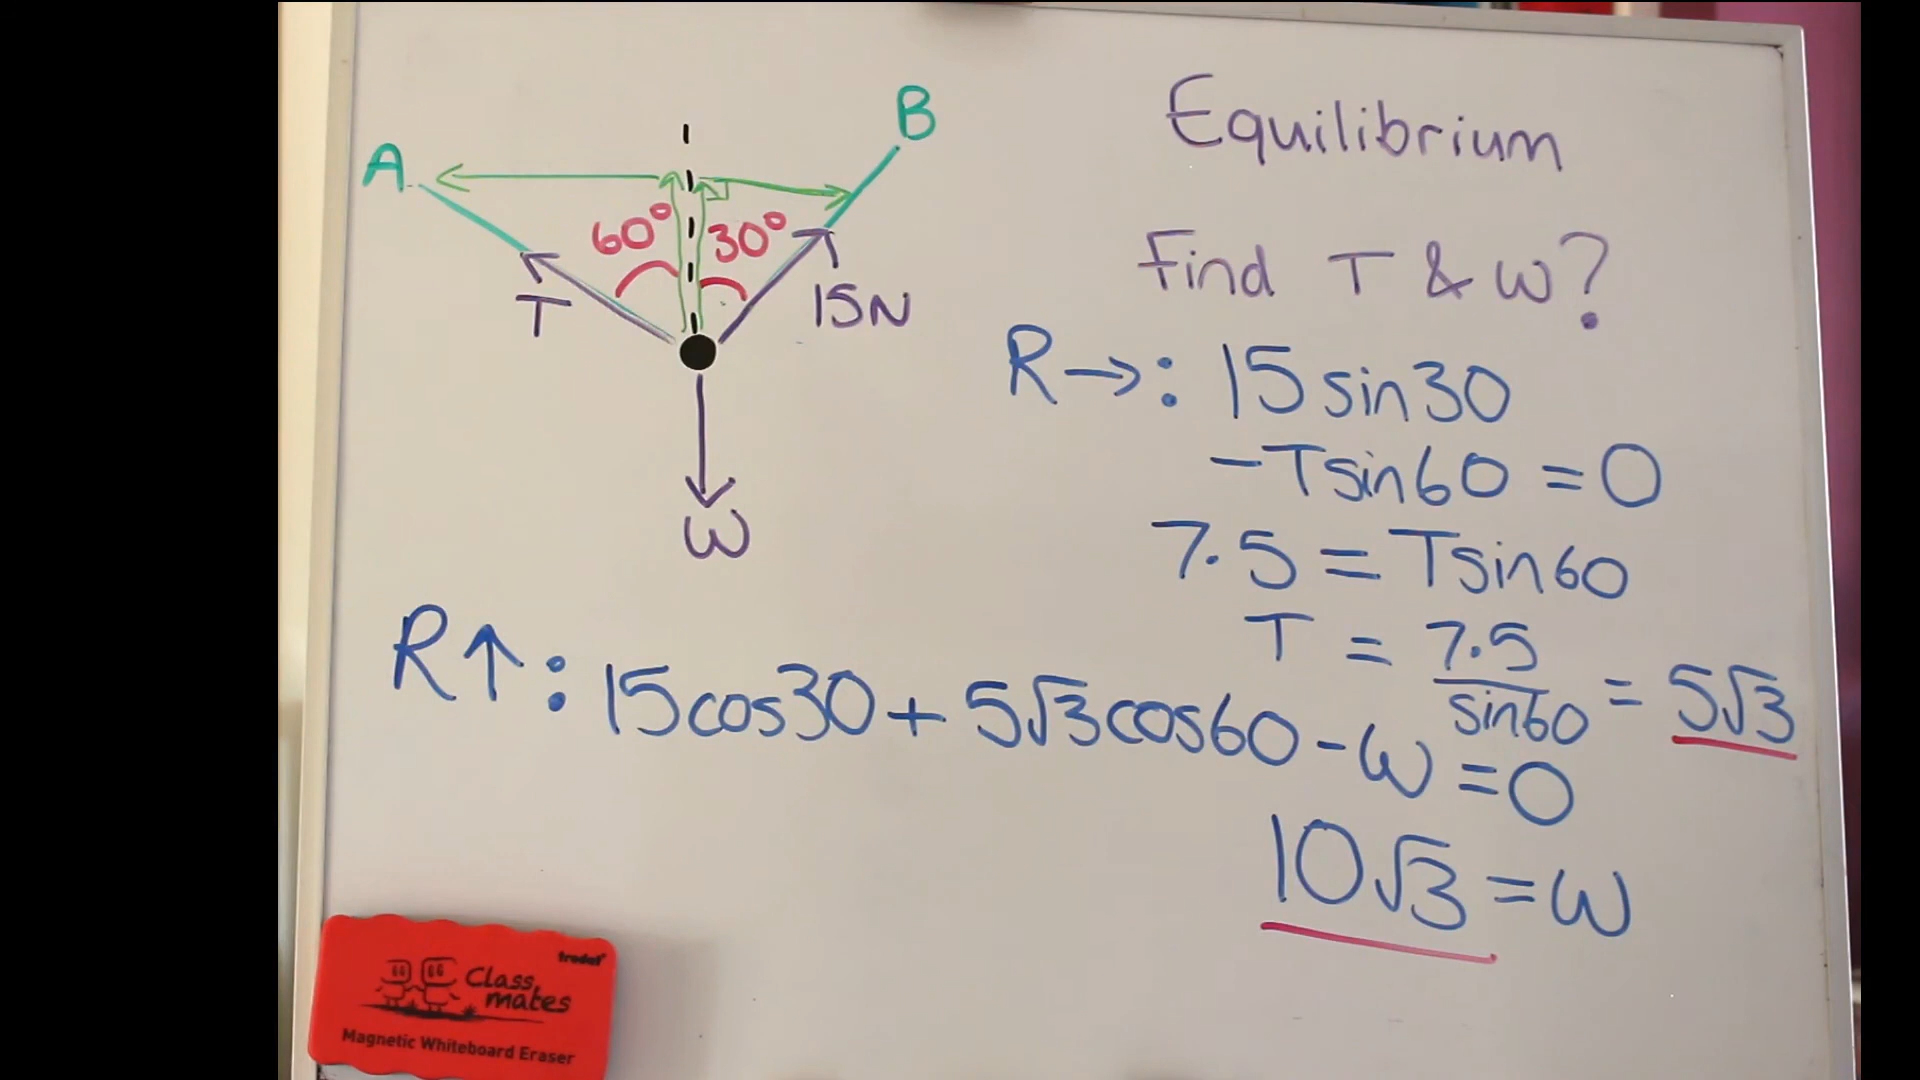 Equilibrium
Find T & W?
A
B
60°
30°
T
15N
W
R→: 15sin30
-Tsin60 = 0
7.5 = Tsin60
T = 7.5/sin60 = 5√3
R↑: 15cos30 + 5√3cos60 - W = 0
10√3 = W
trodat
Class mates
Magnetic Whiteboard Eraser